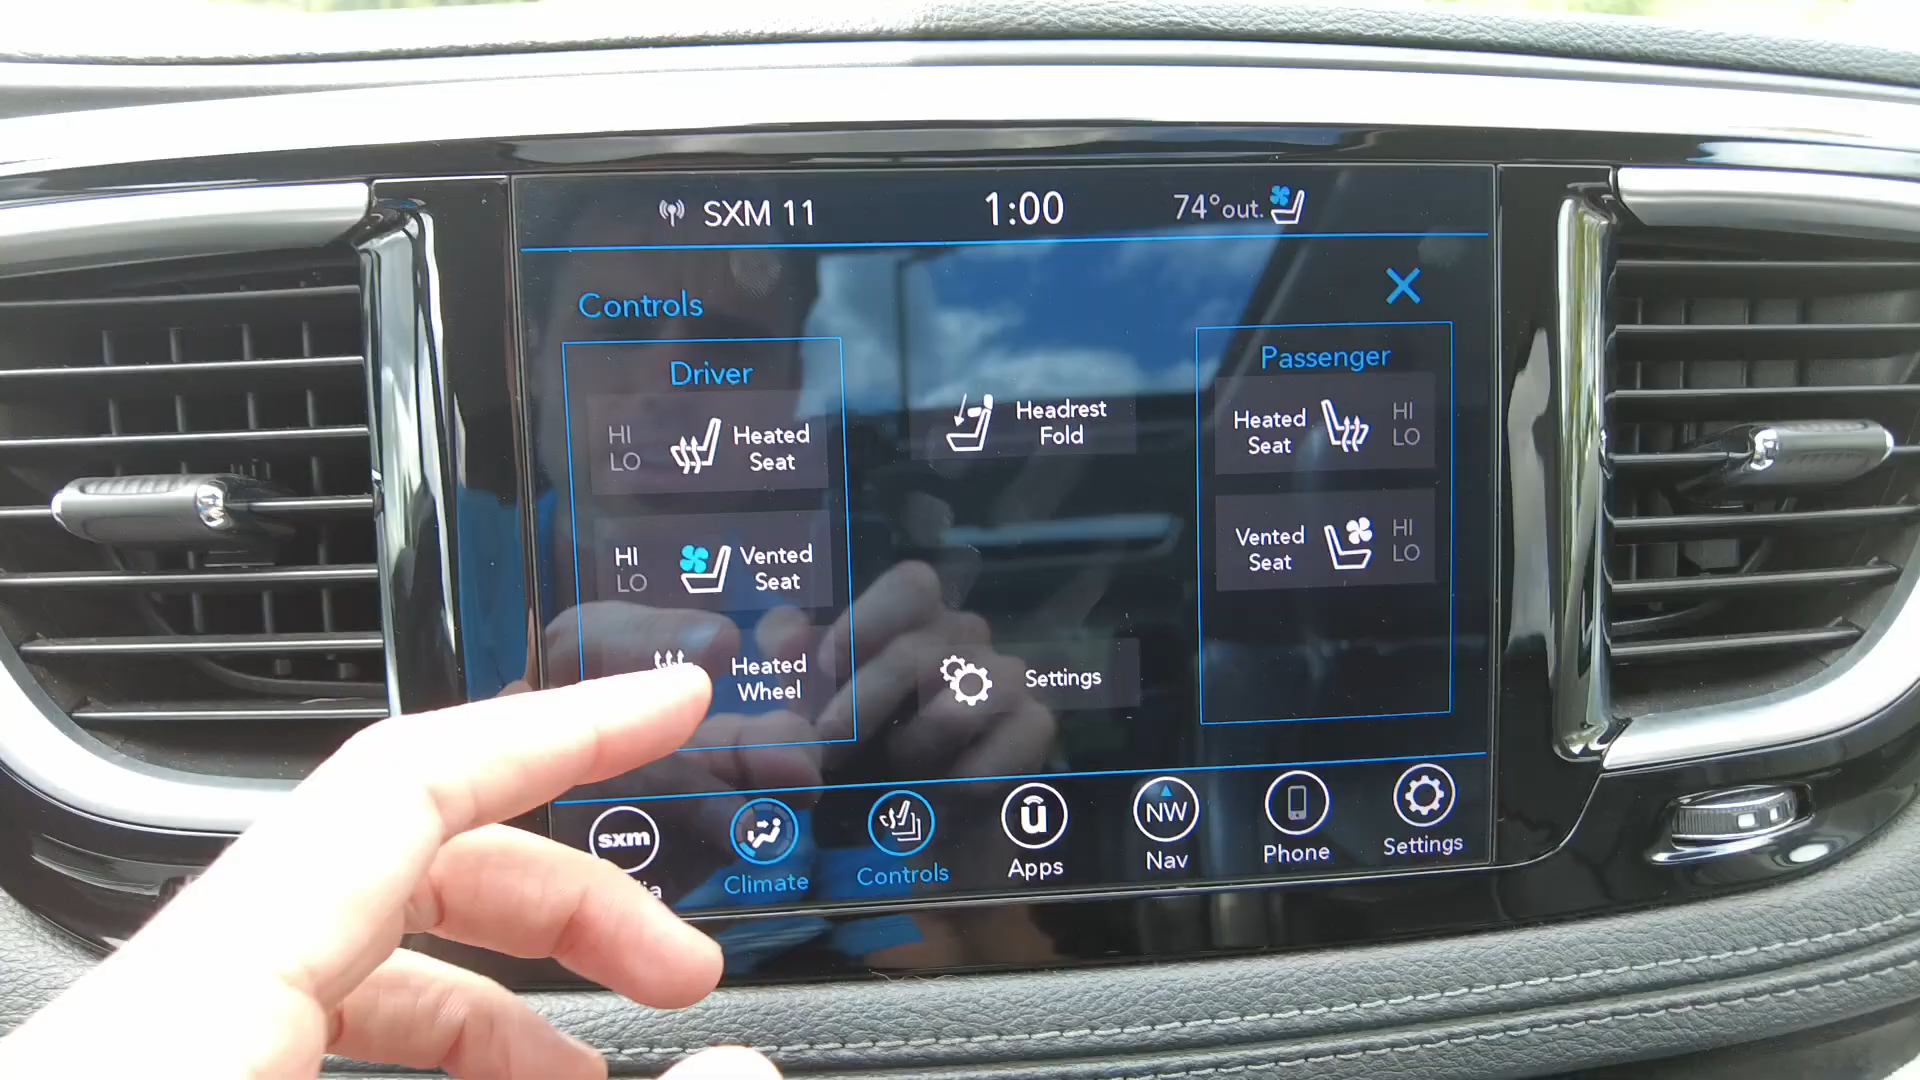 SXM 11
1:00
74°out.
Controls
Driver
HI
LO
Heated
Seat
HI
LO
Vented
Seat
Heated
Wheel
Headrest
Fold
Settings
Passenger
Heated
Seat
HI
LO
Vented
Seat
HI
LO
sxm
Climate
Controls
u
Apps
NW
Nav
Phone
Settings